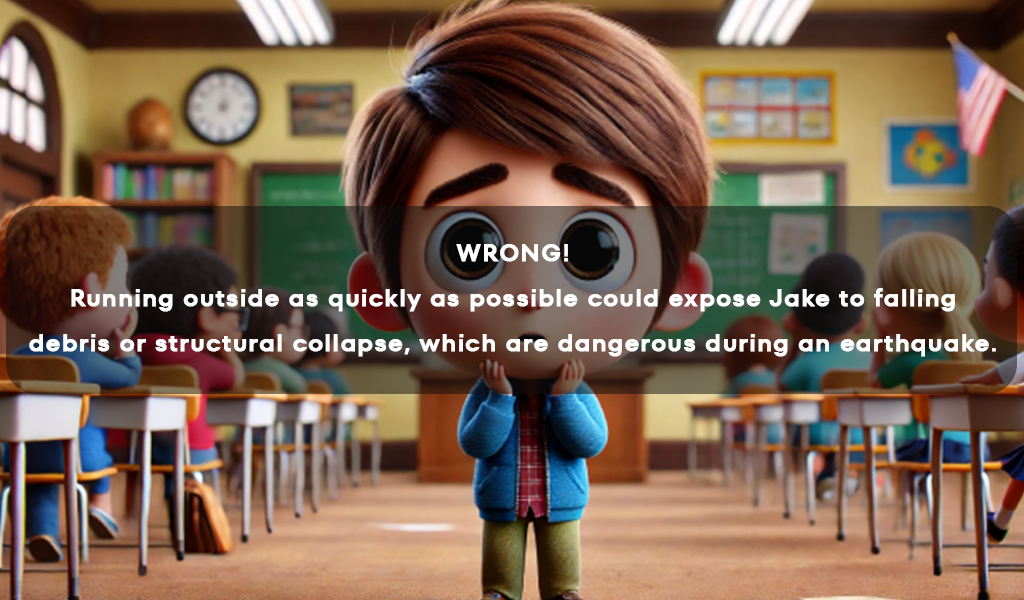 WRONG!
Running outside as quickly as possible could expose Jake to falling
debris or structural collapse, which are dangerous during an earthquake.